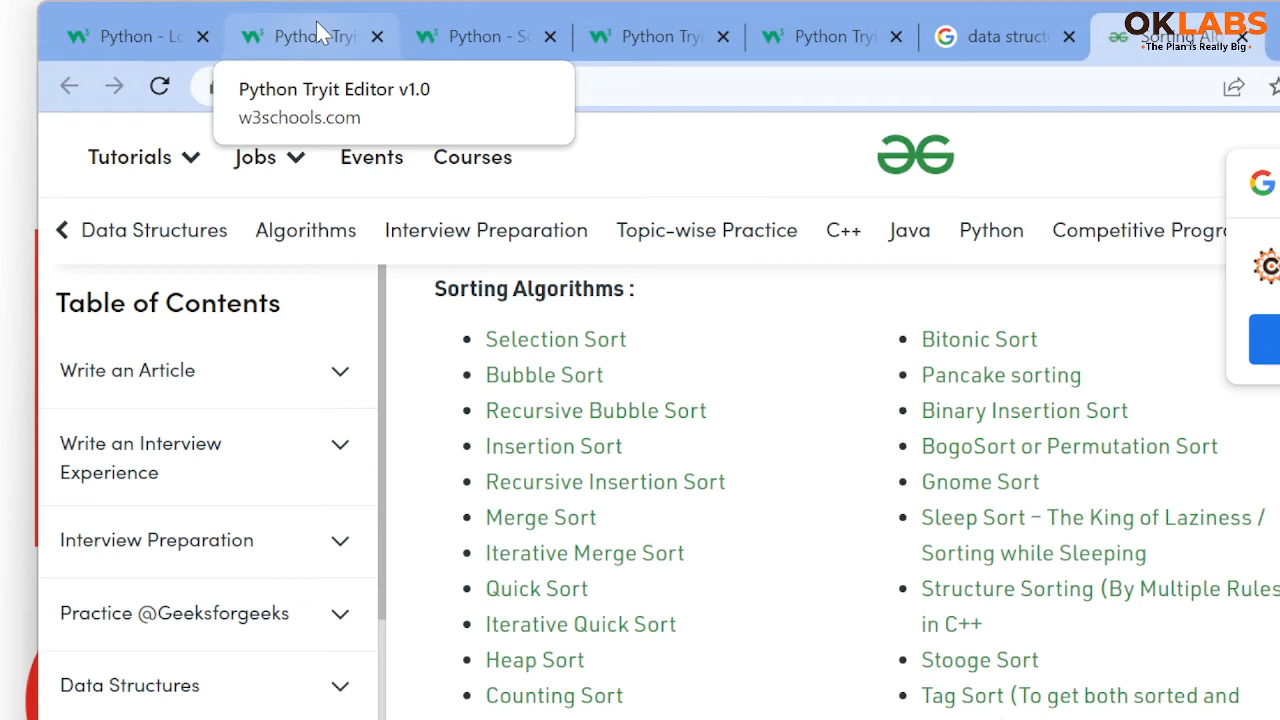 Python - Lo
Python Tryi
Python - So
Python Tryi
Python Tryi
data structu
Sorting Alg
OKLABS
•The Plan is Really Big•
Python Tryit Editor v1.0
w3schools.com
Tutorials
Jobs
Events
Courses
Data Structures
Algorithms
Interview Preparation
Topic-wise Practice
C++
Java
Python
Competitive Progr
Table of Contents
Write an Article
Write an Interview
Experience
Interview Preparation
Practice @Geeksforgeeks
Data Structures
Sorting Algorithms :
Selection Sort
Bubble Sort
Recursive Bubble Sort
Insertion Sort
Recursive Insertion Sort
Merge Sort
Iterative Merge Sort
Quick Sort
Iterative Quick Sort
Heap Sort
Counting Sort
Bitonic Sort
Pancake sorting
Binary Insertion Sort
BogoSort or Permutation Sort
Gnome Sort
Sleep Sort – The King of Laziness /
Sorting while Sleeping
Structure Sorting (By Multiple Rules
in C++
Stooge Sort
Tag Sort (To get both sorted and